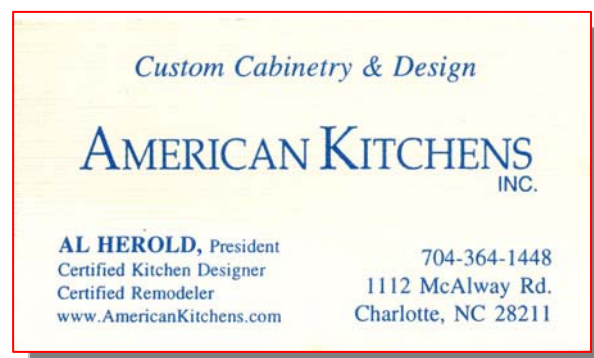 Custom Cabinetry & Design
AMERICAN KITCHENS
INC.
AL HEROLD, President
Certified Kitchen Designer
Certified Remodeler
www.AmericanKitchens.com
704-364-1448
1112 McAlway Rd.
Charlotte, NC 28211